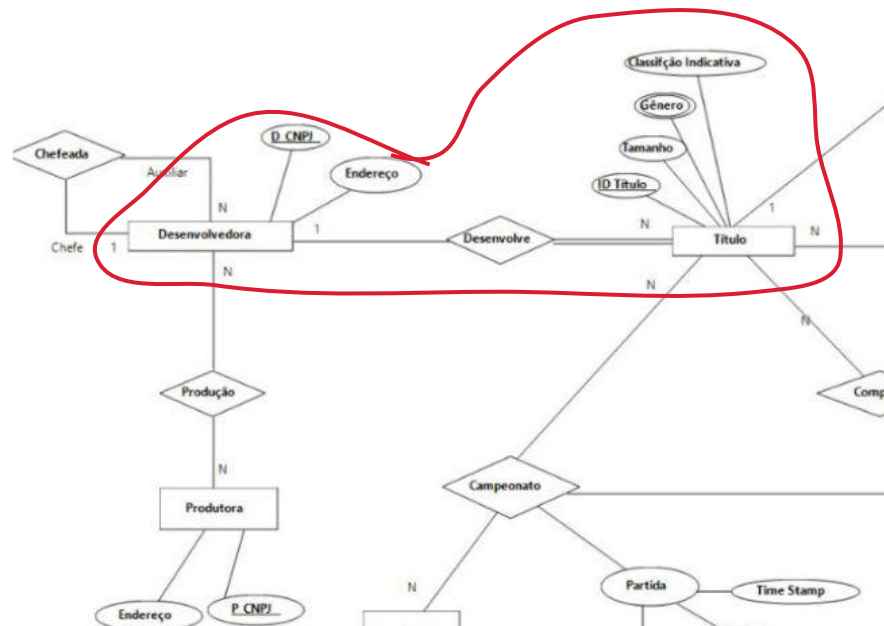 Classifção Indicativa
Gênero
D_CNPJ
Chefeada
Tamanho
Auxiliar
Endereço
ID Título
N
1
Desenvolvedora
1
Desenvolve
N
Título
N
Chefe
1
N
N
N
Produção
Comp
N
Campeonato
Produtora
N
Partida
Time Stamp
Endereço
P_CNPJ